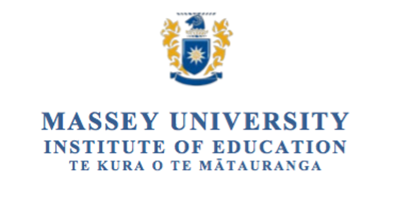 MASSEY UNIVERSITY
INSTITUTE OF EDUCATION
TE KURA O TE MĀTAURANGA